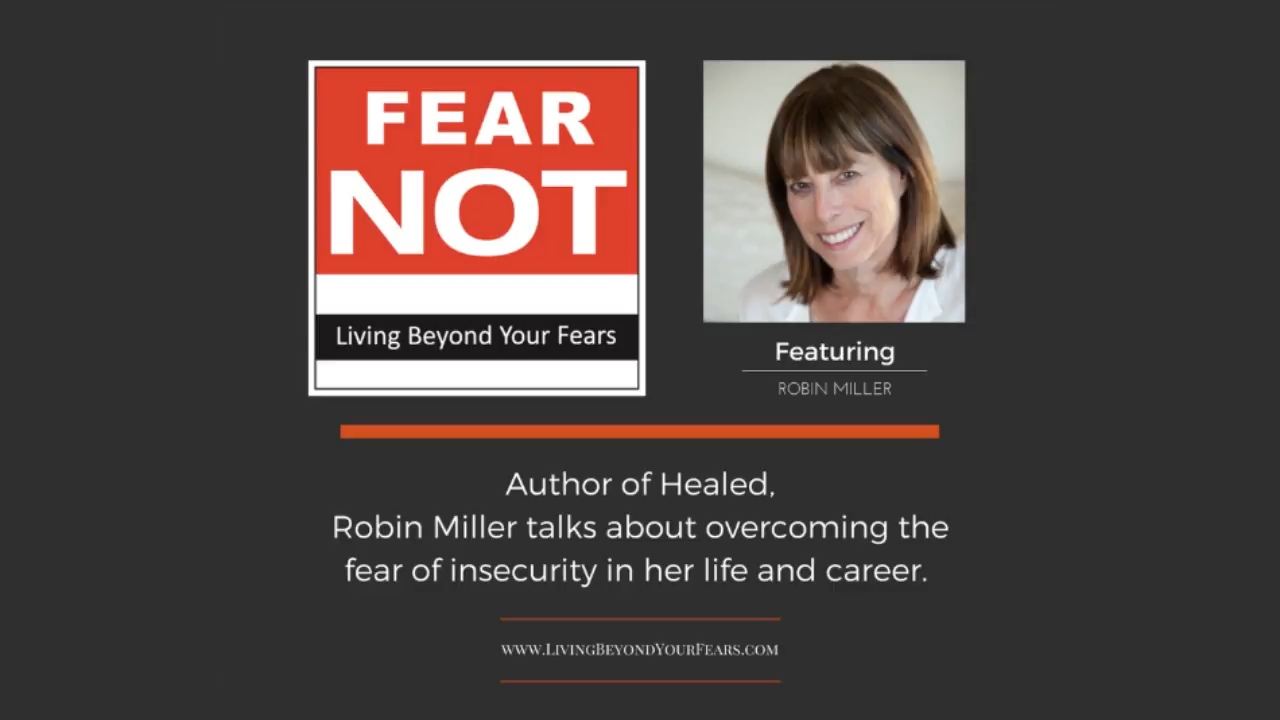 FEAR
NOT
Living Beyond Your Fears
Featuring
ROBIN MILLER
Author of Healed,
Robin Miller talks about overcoming the
fear of insecurity in her life and career.
www.LivingBeyondYourFears.com